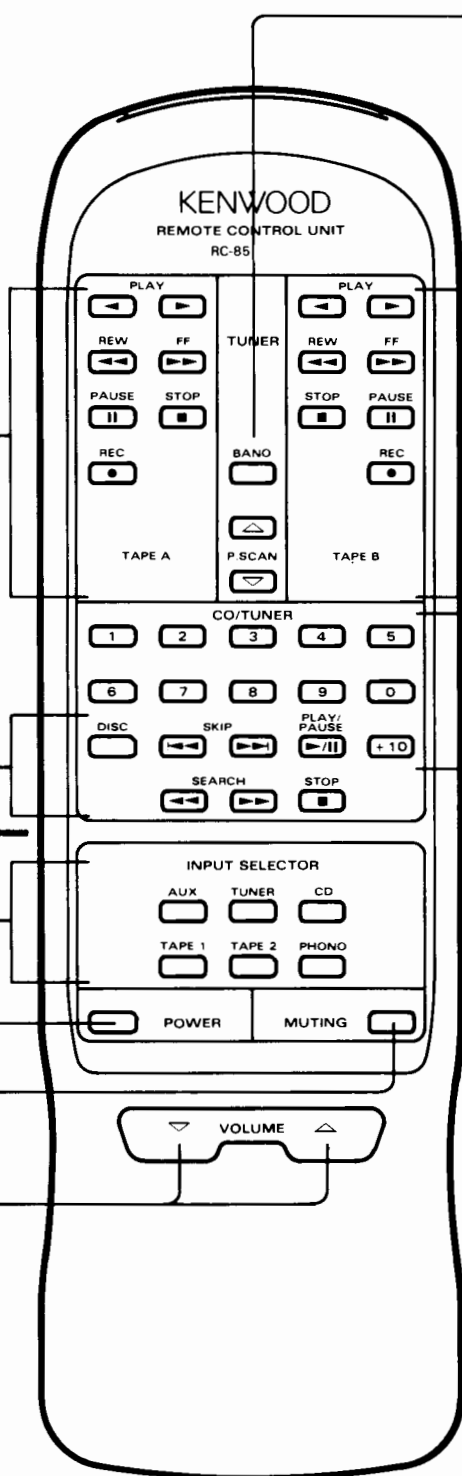 KENWOOD
REMOTE CONTROL UNIT
RC-85
PLAY
PLAY
REW FF
TUNER
REW FF
PAUSE STOP
STOP PAUSE
REC
BAND
REC
TAPE A
P.SCAN
TAPE B
CO/TUNER
1 2 3 4 5
6 7 8 9 0
DISC SKIP PLAY/PAUSE +10
SEARCH STOP
INPUT SELECTOR
AUX TUNER CD
TAPE 1 TAPE 2 PHONO
POWER MUTING
VOLUME